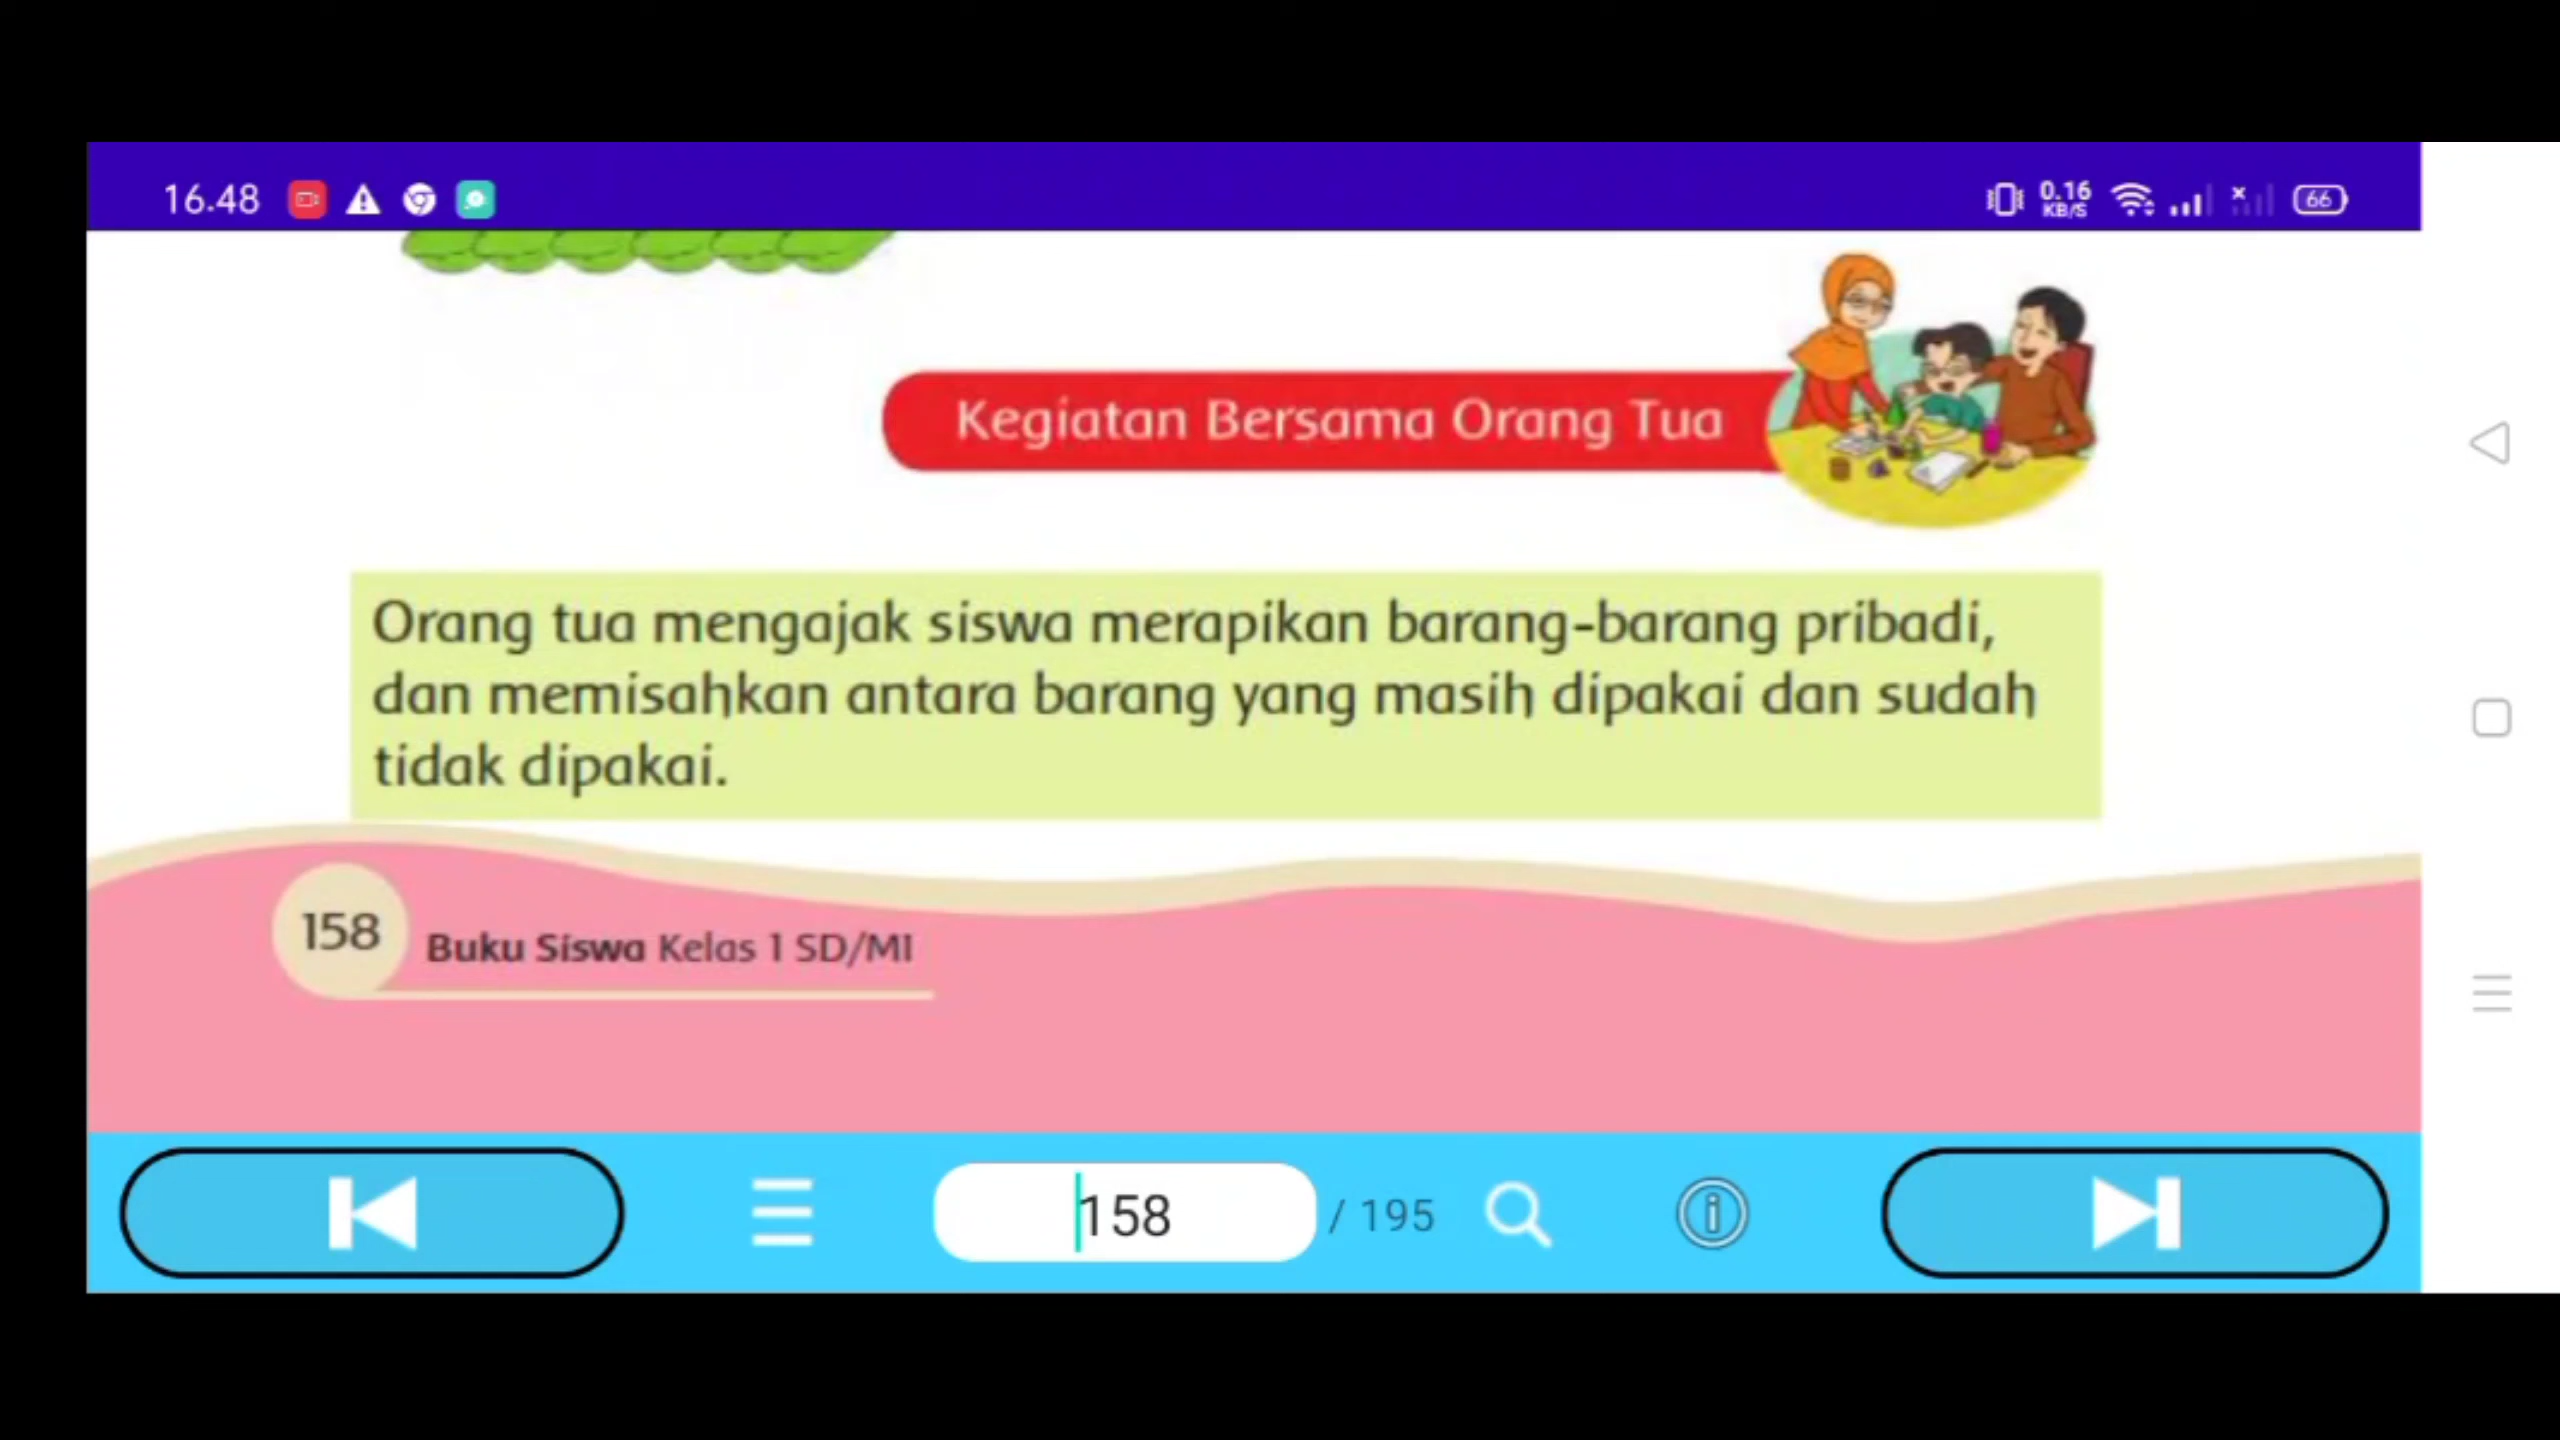 16.48
0.16
KB/S
66
Kegiatan Bersama Orang Tua
Orang tua mengajak siswa merapikan barang-barang pribadi,
dan memisahkan antara barang yang masih dipakai dan sudah
tidak dipakai.
158
Buku Siswa Kelas 1 SD/MI
158 / 195